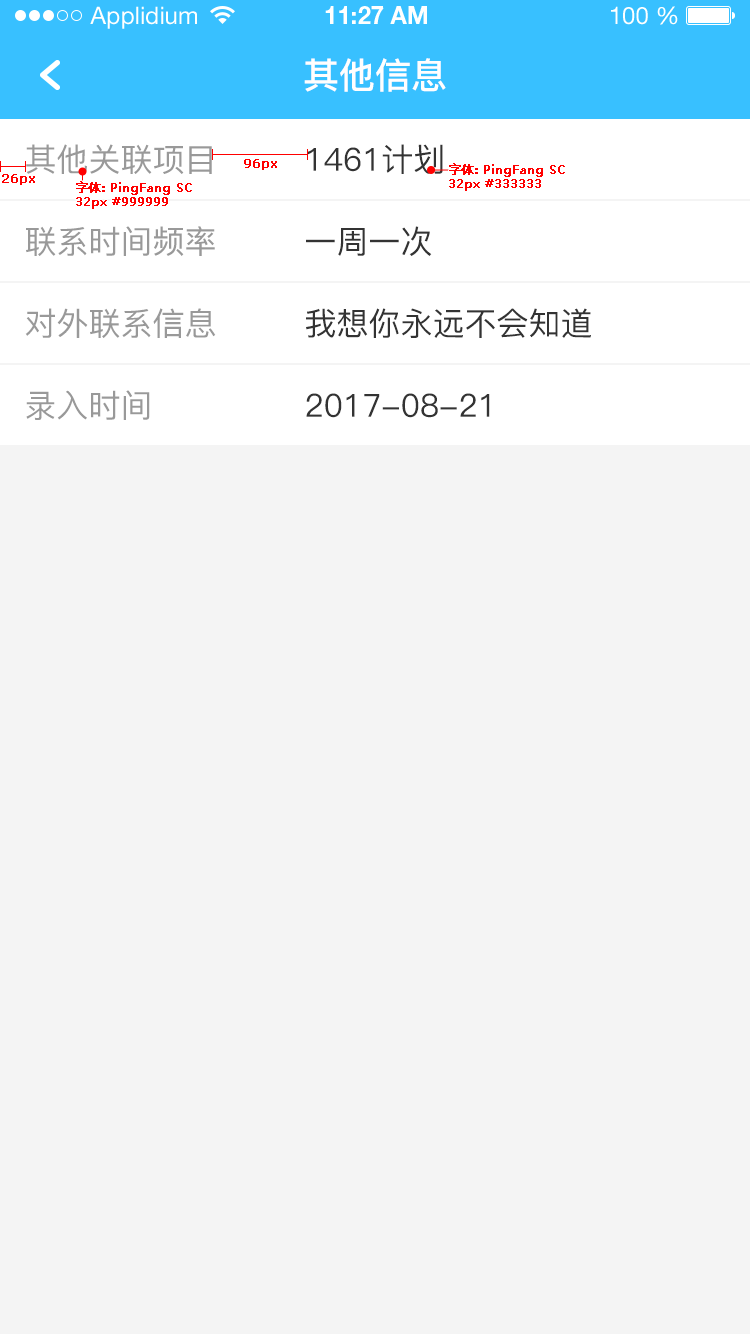 Applidium 11:27 AM 100 %
其他信息
其他关联项目 96px 1461计划
26px
字体: PingFang SC
32px #999999
字体: PingFang SC
32px #333333
联系时间频率 一周一次
对外联系信息 我想你永远不会知道
录入时间 2017-08-21